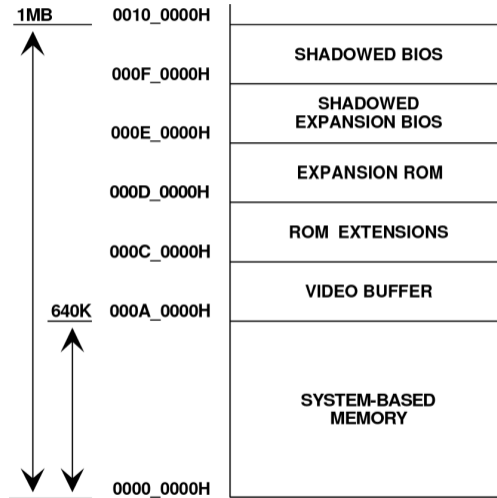 1MB 0010_0000H
SHADOWED BIOS
000F_0000H
SHADOWED
EXPANSION BIOS
000E_0000H
EXPANSION ROM
000D_0000H
ROM EXTENSIONS
000C_0000H
VIDEO BUFFER
640K 000A_0000H
SYSTEM-BASED
MEMORY
0000_0000H